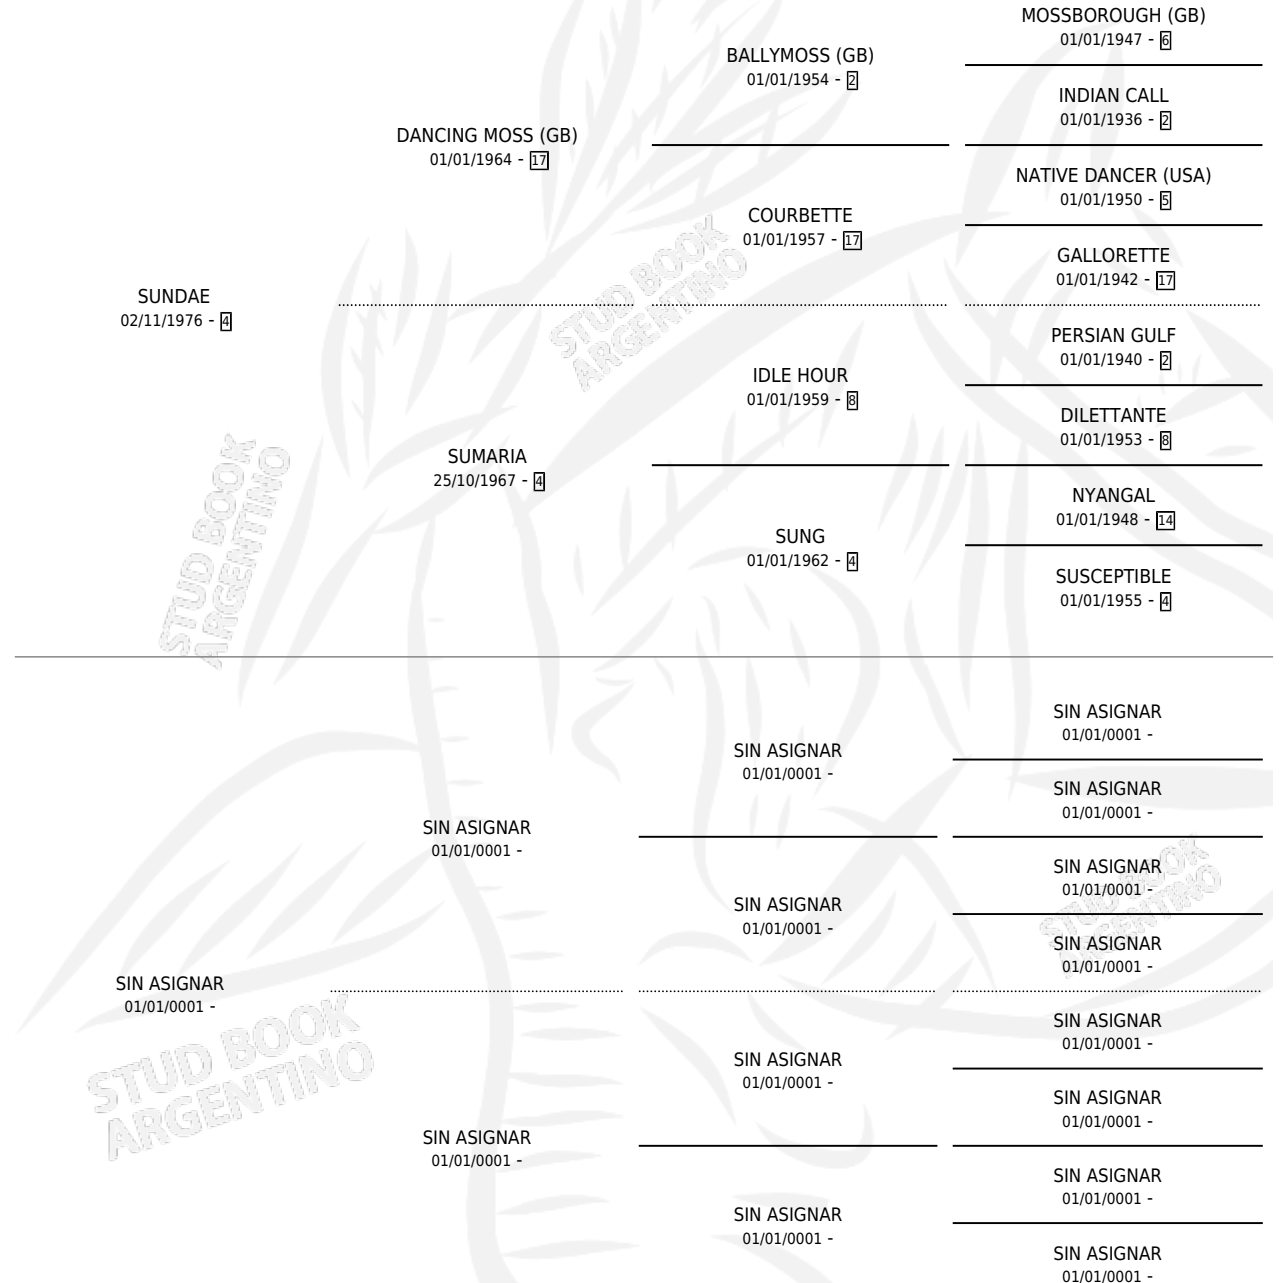 MOSSBOROUGH (GB)
01/01/1947 - 6
BALLYMOSS (GB)
01/01/1954 - 2
INDIAN CALL
01/01/1936 - 2
DANCING MOSS (GB)
01/01/1964 - 17
NATIVE DANCER (USA)
01/01/1950 - 5
COURBETTE
01/01/1957 - 17
GALLORETTE
01/01/1942 - 17
SUNDAE
02/11/1976 - 4
STUD BOOK
ARGENTINO
PERSIAN GULF
01/01/1940 - 2
IDLE HOUR
01/01/1959 - 8
DILETTANTE
01/01/1953 - 8
SUMARIA
25/10/1967 - 4
NYANGAL
01/01/1948 - 14
SUNG
01/01/1962 - 4
SUSCEPTIBLE
01/01/1955 - 4
STUD BOOK
ARGENTINO
SIN ASIGNAR
01/01/0001 -
SIN ASIGNAR
01/01/0001 -
SIN ASIGNAR
01/01/0001 -
SIN ASIGNAR
01/01/0001 -
SIN ASIGNAR
01/01/0001 -
SIN ASIGNAR
01/01/0001 -
SIN ASIGNAR
01/01/0001 -
STUD BOOK
ARGENTINO
SIN ASIGNAR
01/01/0001 -
SIN ASIGNAR
01/01/0001 -
SIN ASIGNAR
01/01/0001 -
SIN ASIGNAR
01/01/0001 -
STUD BOOK
ARGENTINO
SIN ASIGNAR
01/01/0001 -
SIN ASIGNAR
01/01/0001 -
SIN ASIGNAR
01/01/0001 -
SIN ASIGNAR
01/01/0001 -